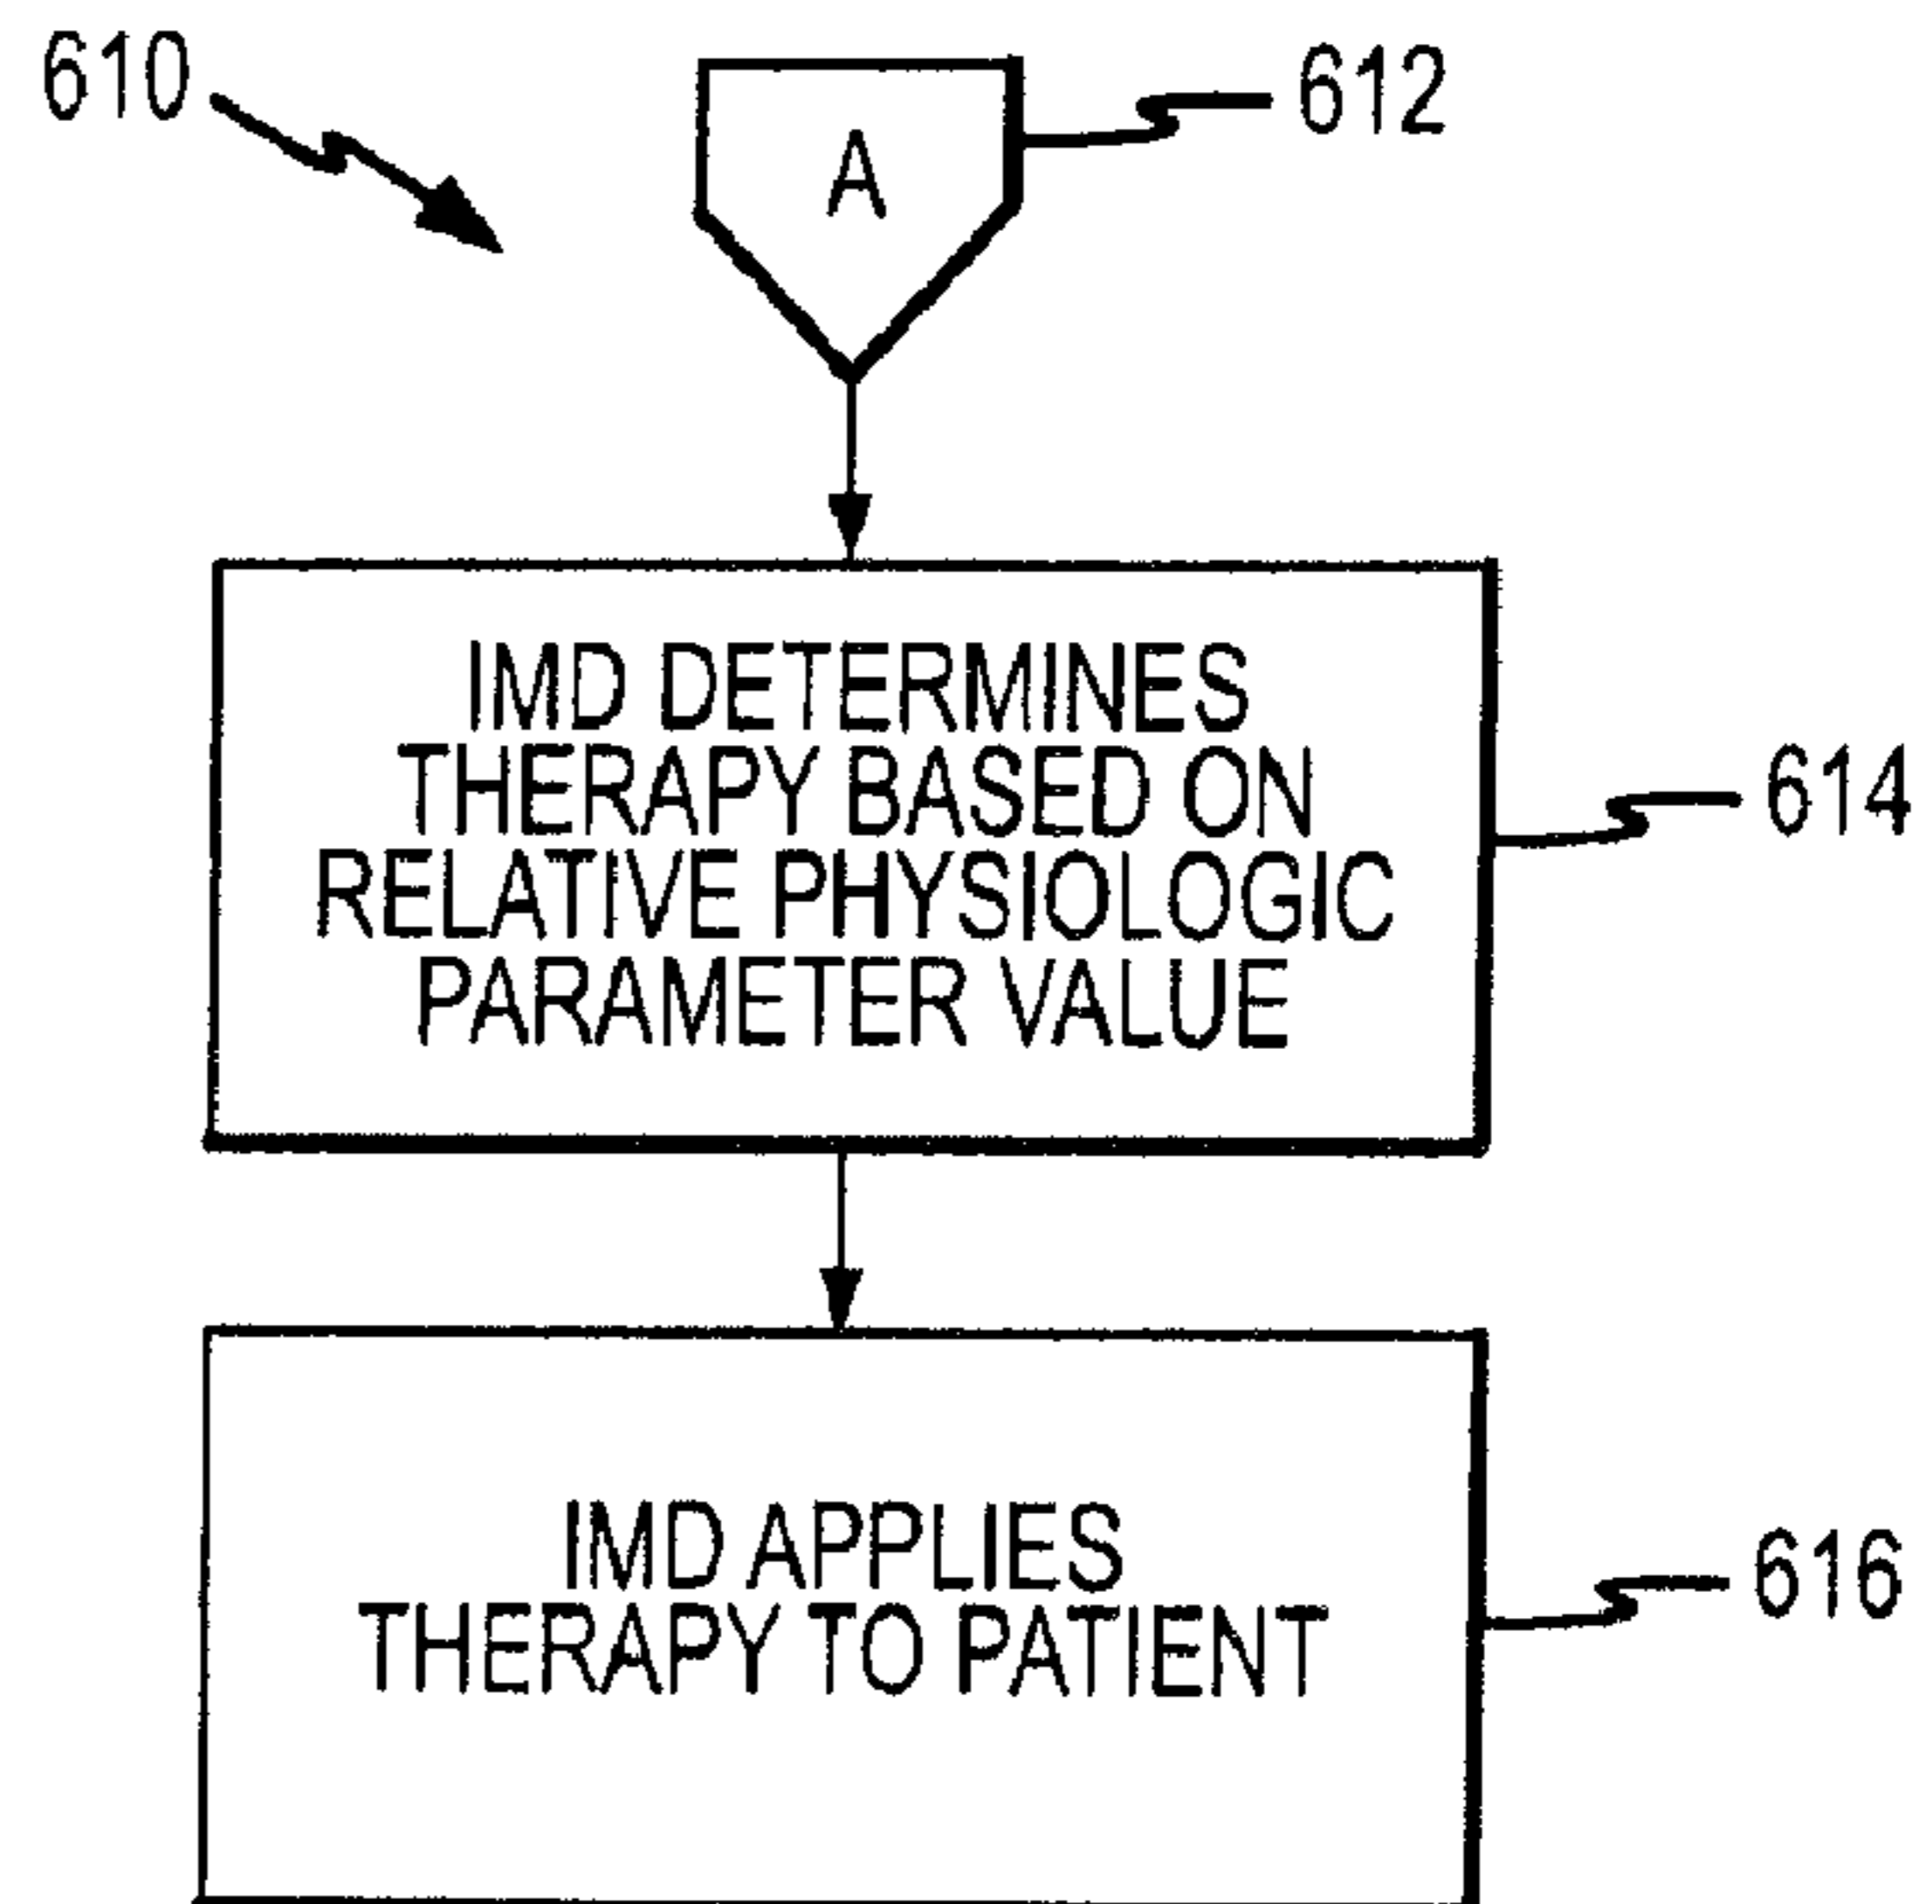 610
612
A
IMD DETERMINES
THERAPY BASED ON
RELATIVE PHYSIOLOGIC
PARAMETER VALUE
614
IMD APPLIES
THERAPY TO PATIENT
616